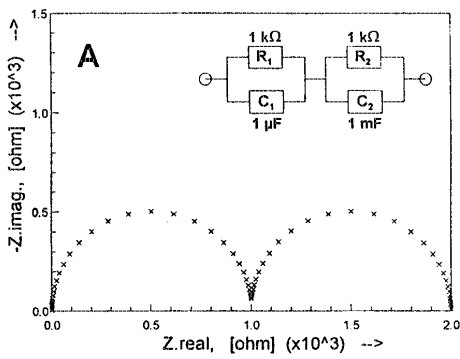 A
1 kΩ
R1
C1
1 µF
1 kΩ
R2
C2
1 mF
-Z.imag., [ohm] (x10^3) -->
1.5
1.0
0.5
0.0
0.0
0.5
1.0
1.5
2.0
Z.real, [ohm] (x10^3) -->